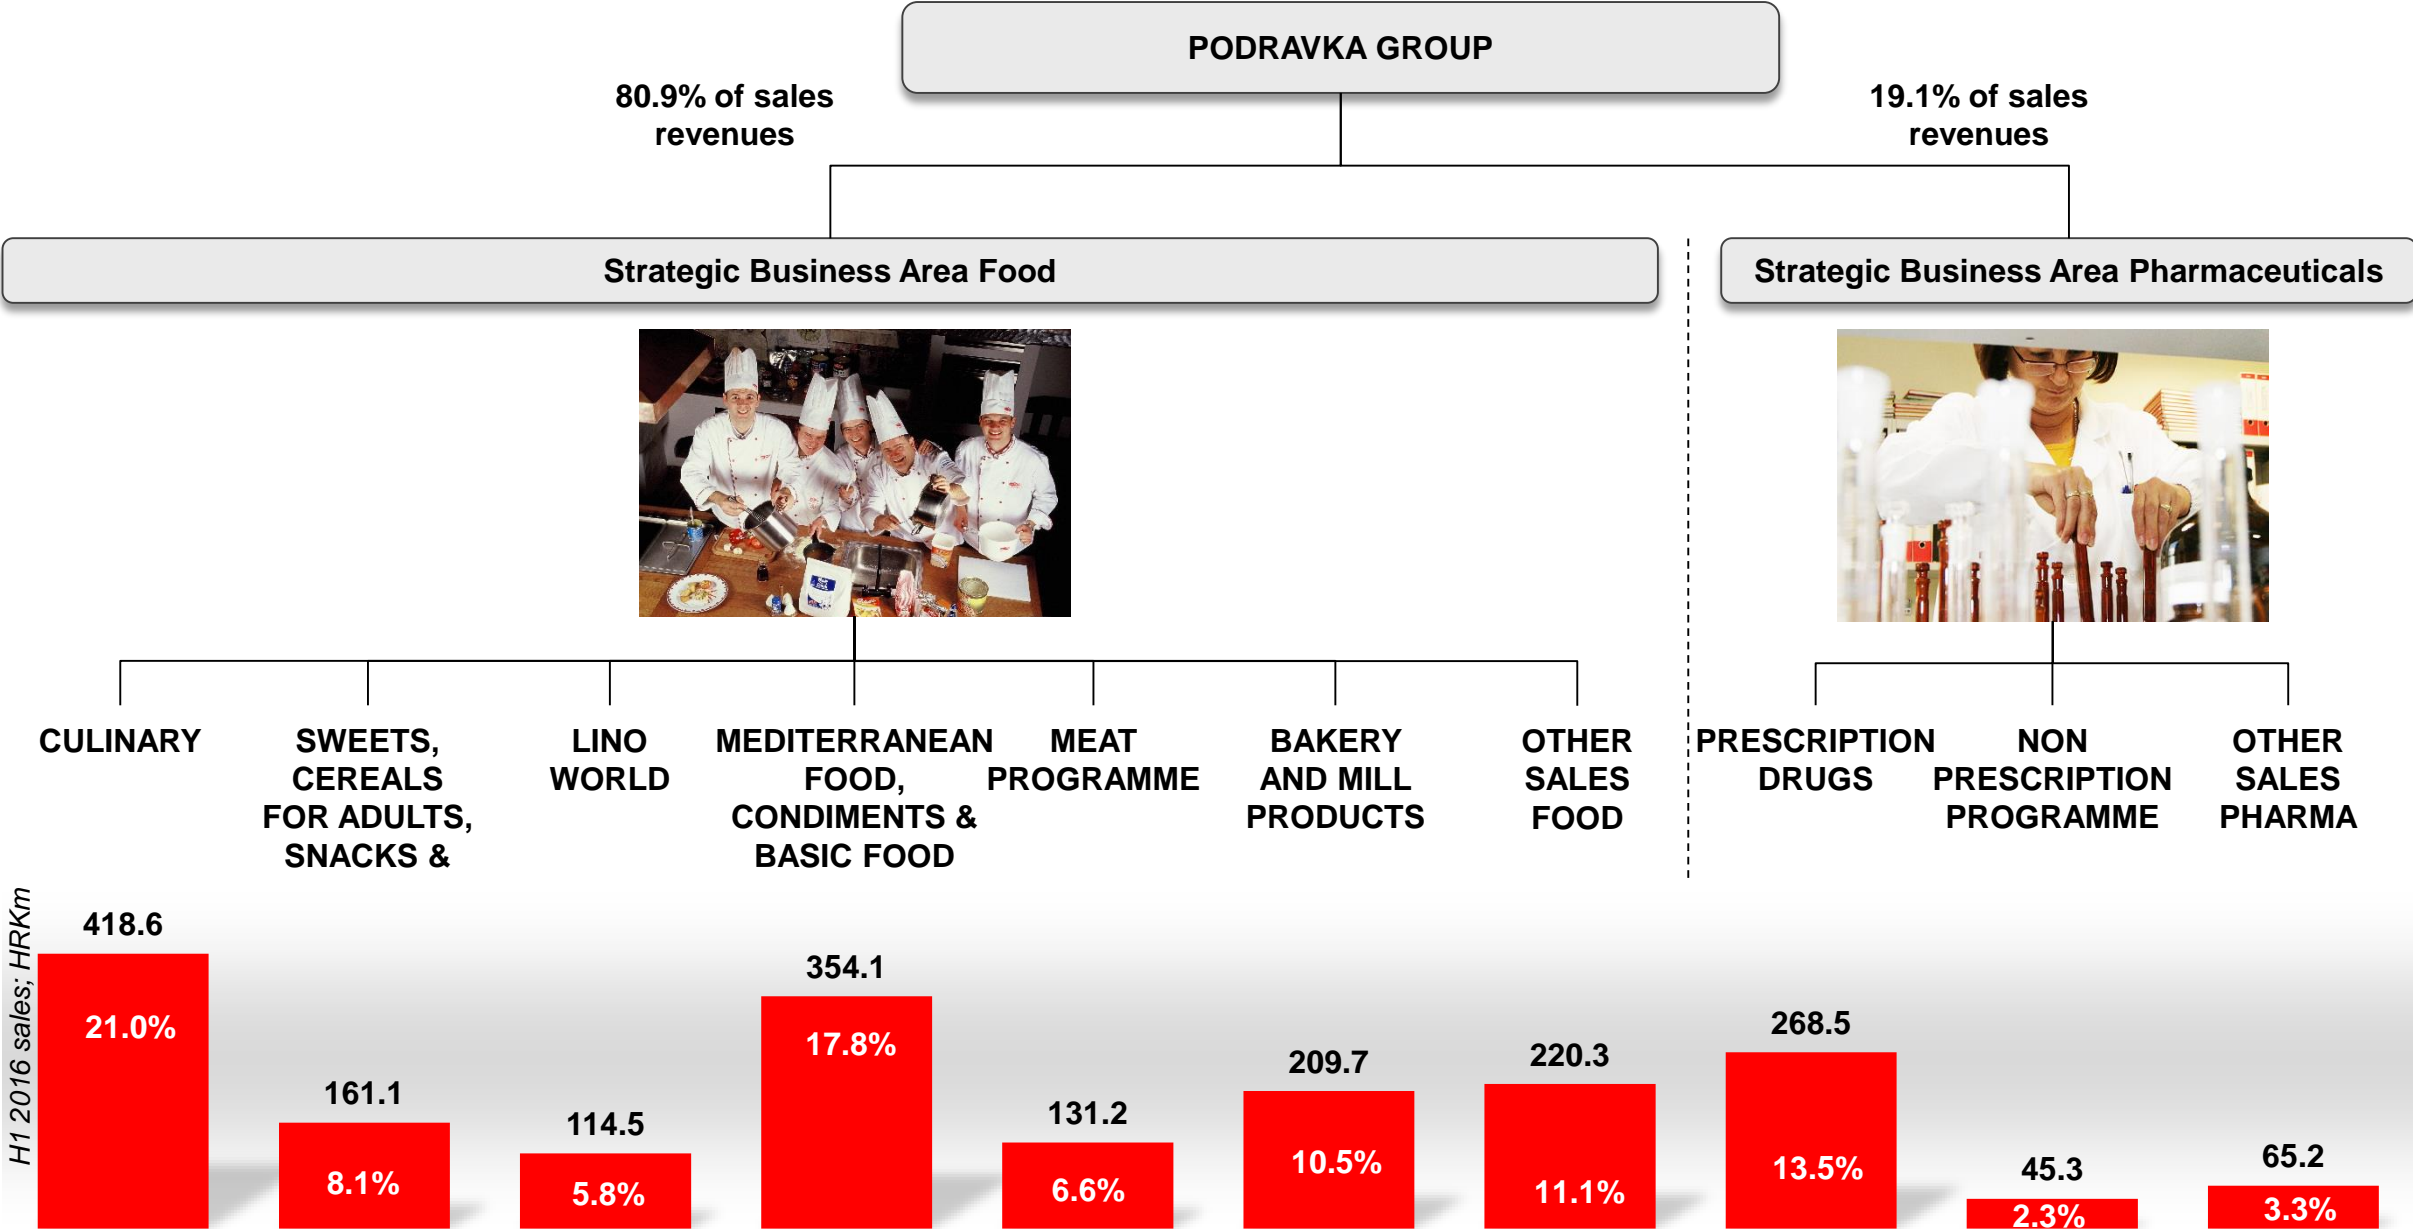 PODRAVKA GROUP
80.9% of sales
revenues
19.1% of sales
revenues
Strategic Business Area Food
Strategic Business Area Pharmaceuticals
CULINARY
SWEETS,
CEREALS
FOR ADULTS,
SNACKS &
LINO
WORLD
MEDITERRANEAN
FOOD,
CONDIMENTS &
BASIC FOOD
MEAT
PROGRAMME
BAKERY
AND MILL
PRODUCTS
OTHER
SALES
FOOD
PRESCRIPTION
DRUGS
NON
PRESCRIPTION
PROGRAMME
OTHER
SALES
PHARMA
H1 2016 sales; HRKm
418.6
21.0%
161.1
8.1%
114.5
5.8%
354.1
17.8%
131.2
6.6%
209.7
10.5%
220.3
11.1%
268.5
13.5%
45.3
2.3%
65.2
3.3%